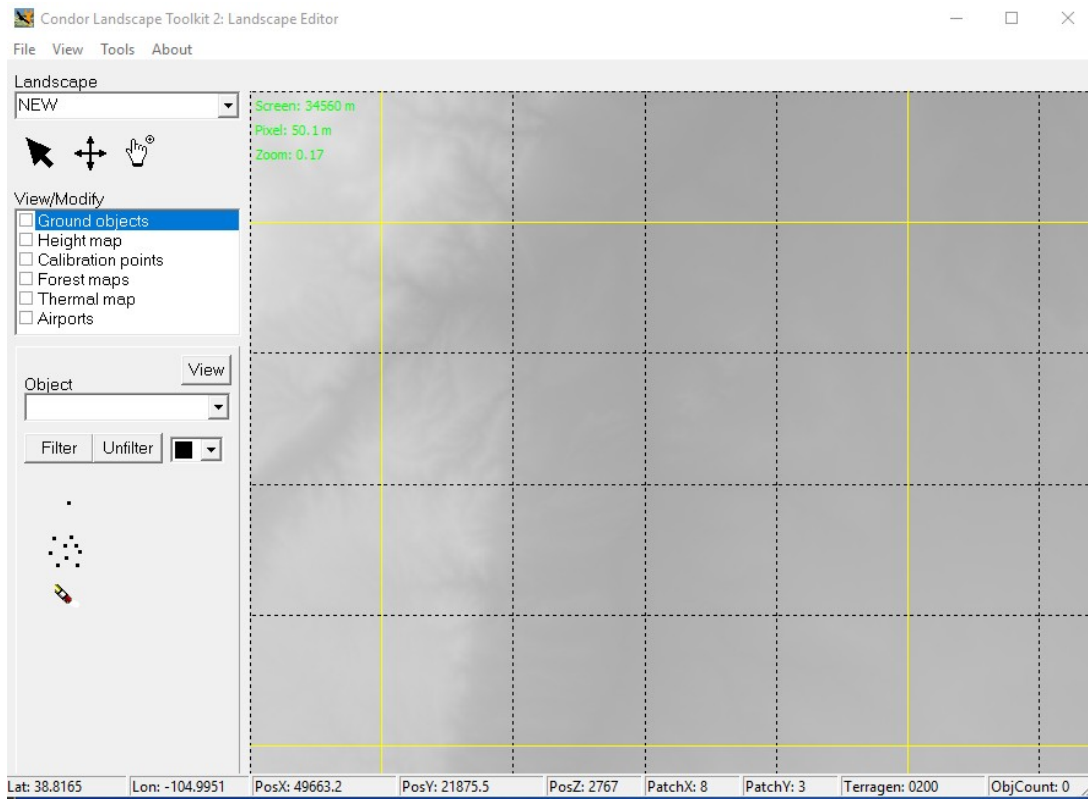 Condor Landscape Toolkit 2: Landscape Editor
File View Tools About
Landscape
NEW
Screen: 34560 m
Pixel: 50.1 m
Zoom: 0.17
View/Modify
Ground objects
Height map
Calibration points
Forest maps
Thermal map
Airports
View
Object
Filter Unfilter
Lat: 38.8165 Lon: -104.9951 PosX: 49663.2 PosY: 21875.5 PosZ: 2767 PatchX: 8 PatchY: 3 Terragen: 0200 ObjCount: 0